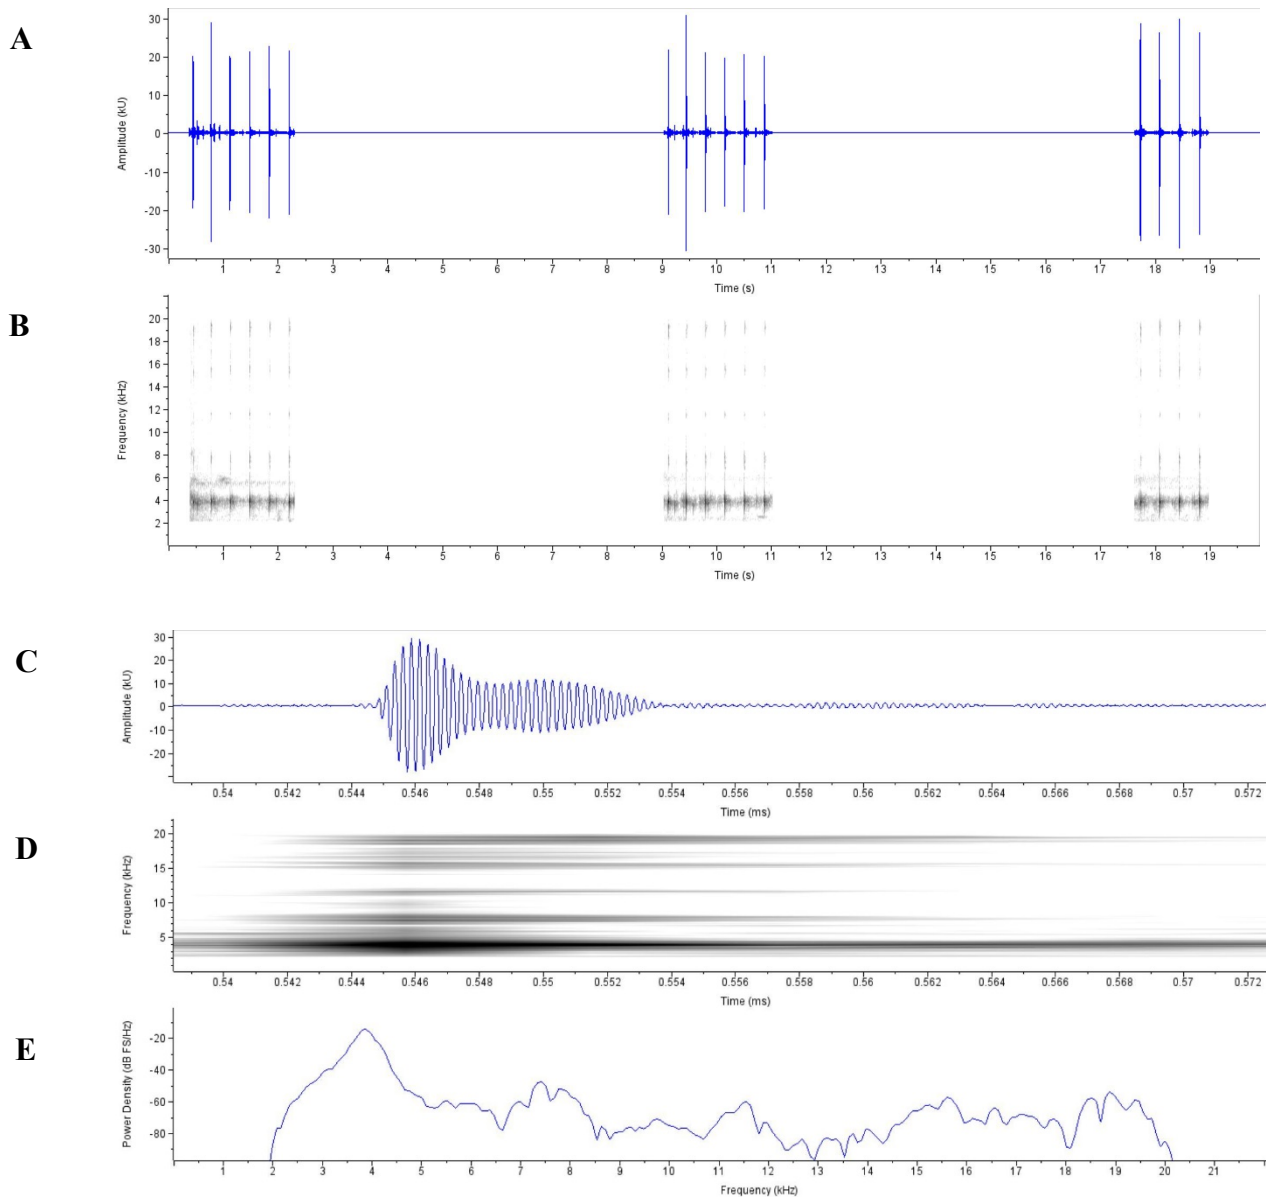 A
Amplitude (kU)
30
20
10
0
-10
-20
-30
1 2 3 4 5 6 7 8 9 10 11 12 13 14 15 16 17 18 19
Time (s)
B
Frequency (kHz)
20
18
16
14
12
10
8
6
4
2
1 2 3 4 5 6 7 8 9 10 11 12 13 14 15 16 17 18 19
Time (s)
C
Amplitude (kU)
30
20
10
0
-10
-20
0.54 0.542 0.544 0.546 0.548 0.55 0.552 0.554 0.556 0.558 0.56 0.562 0.564 0.566 0.568 0.57 0.572
Time (ms)
D
Frequency (kHz)
20
15
10
5
0.54 0.542 0.544 0.546 0.548 0.55 0.552 0.554 0.556 0.558 0.56 0.562 0.564 0.566 0.568 0.57 0.572
Time (ms)
E
Power Density (dB FS/Hz)
-20
-40
-60
-80
1 2 3 4 5 6 7 8 9 10 11 12 13 14 15 16 17 18 19 20 21
Frequency (kHz)